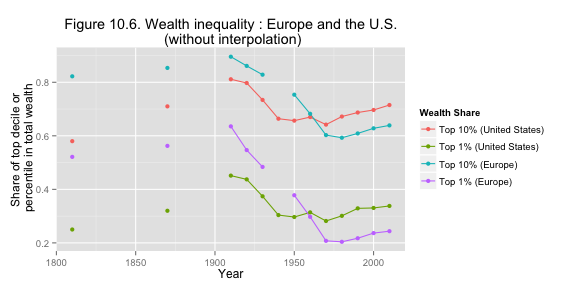 Figure 10.6. Wealth inequality : Europe and the U.S.
(without interpolation)
Share of top decile or
percentile in total wealth
0.8
0.6
0.4
0.2
1800
1850
1900
1950
2000
Year
Wealth Share
Top 10% (United States)
Top 1% (United States)
Top 10% (Europe)
Top 1% (Europe)